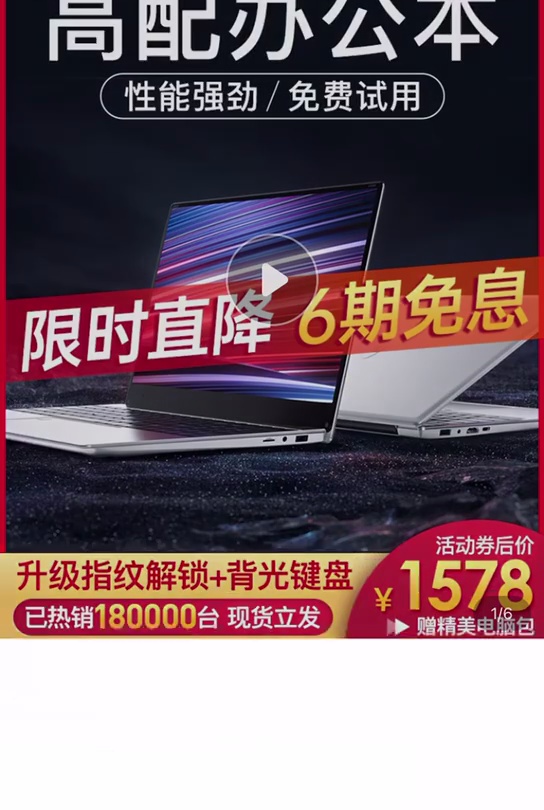 高配办公本
性能强劲/免费试用
限时直降 6期免息
升级指纹解锁+背光键盘
已热销180000台 现货立发
活动券后价
¥1578
1/6
赠精美电脑包